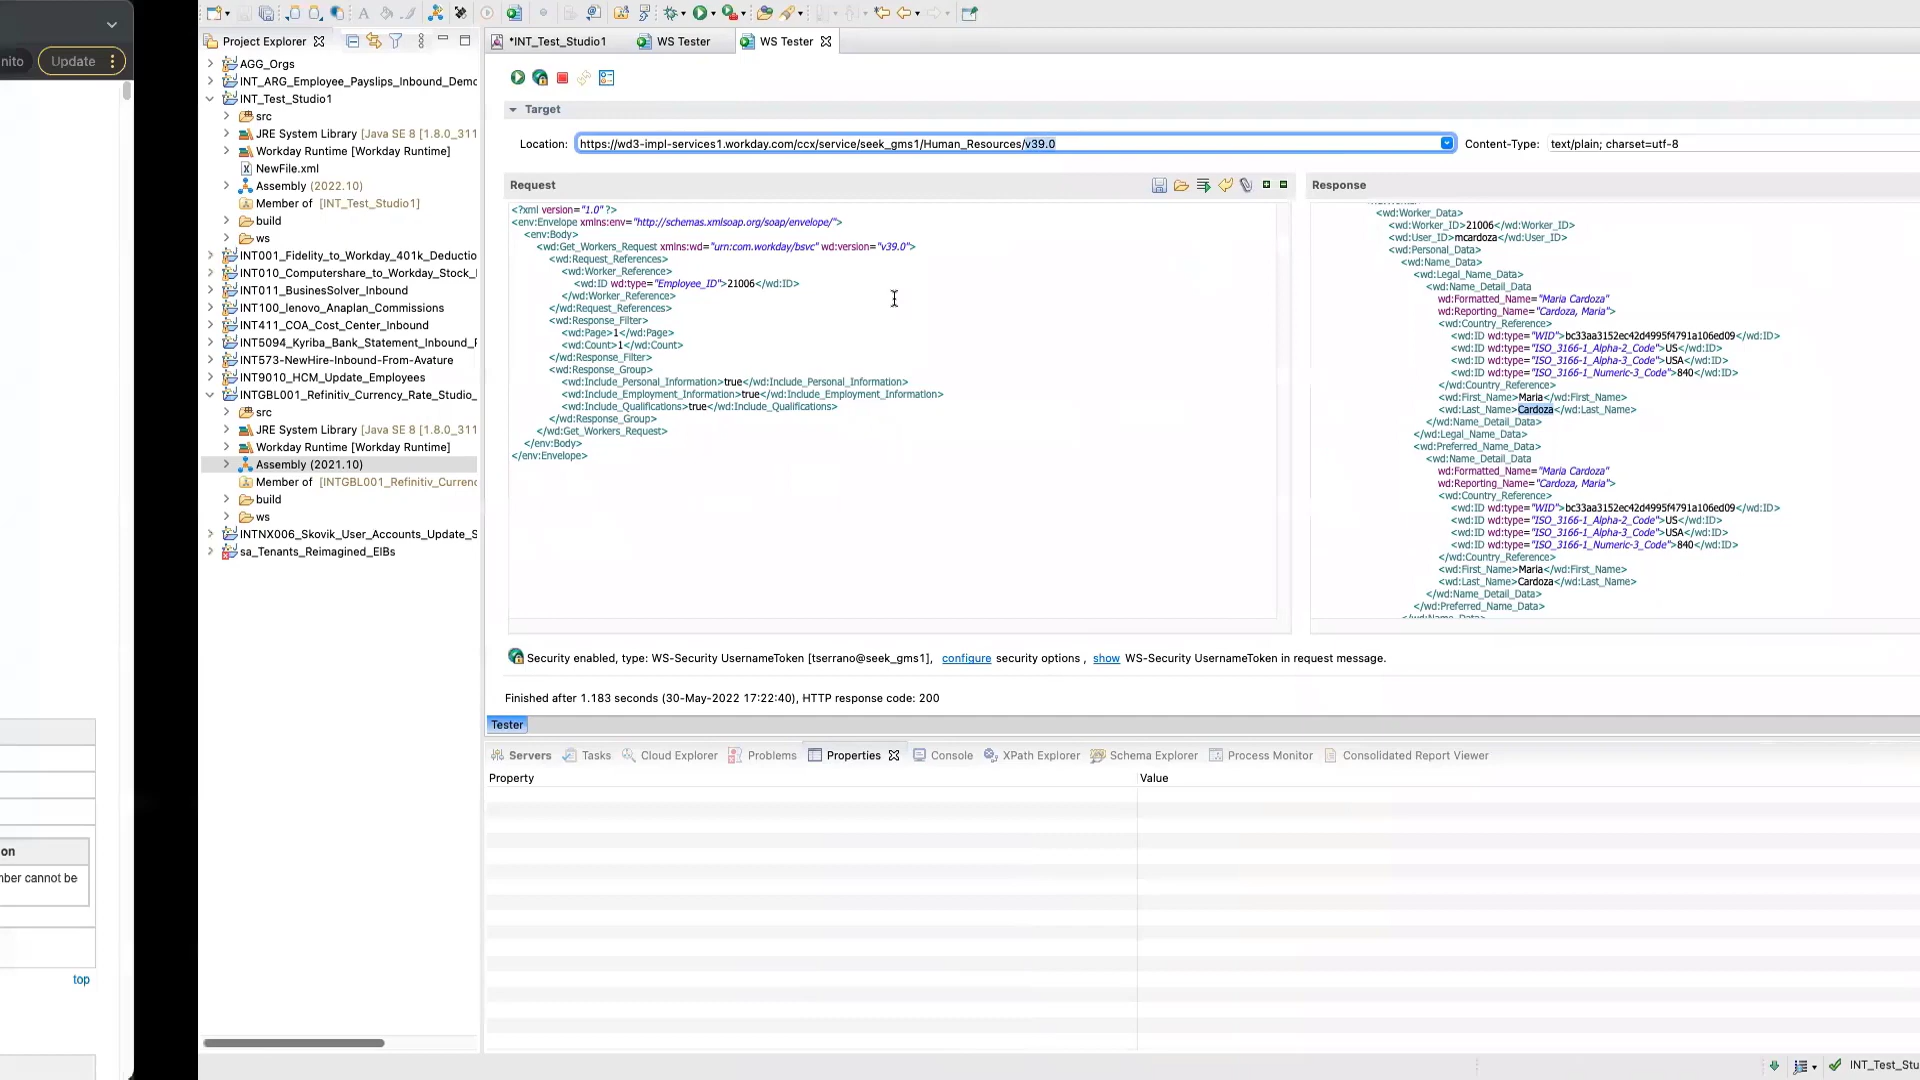 nito
Update
on
nber cannot be
top
Project Explorer
AGG_Orgs
INT_ARG_Employee_Payslips_Inbound_Demo
INT_Test_Studio1
src
JRE System Library [Java SE 8 [1.8.0_311
Workday Runtime [Workday Runtime]
NewFile.xml
Assembly (2022.10)
Member of [INT_Test_Studio1]
build
ws
INT001_Fidelity_to_Workday_401k_Deductio
INT010_Computershare_to_Workday_Stock_
INT011_BusinesSolver_Inbound
INT100_lenovo_Anaplan_Commissions
INT411_COA_Cost_Center_Inbound
INT5094_Kyriba_Bank_Statement_Inbound_F
INT573-NewHire-Inbound-From-Avature
INT9010_HCM_Update_Employees
INTGBL001_Refinitiv_Currency_Rate_Studio_
src
JRE System Library [Java SE 8 [1.8.0_311
Workday Runtime [Workday Runtime]
Assembly (2021.10)
Member of [INTGBL001_Refinitiv_Currenc
build
ws
INTNX006_Skovik_User_Accounts_Update_S
sa_Tenants_Reimagined_EIBs
*INT_Test_Studio1
WS Tester
WS Tester
Target
Location: https://wd3-impl-services1.workday.com/ccx/service/seek_gms1/Human_Resources/v39.0
Content-Type: text/plain; charset=utf-8
Request
<?xml version="1.0" ?>
<env:Envelope xmlns:env="http://schemas.xmlsoap.org/soap/envelope/">
<env:Body>
<wd:Get_Workers_Request xmlns:wd="urn:com.workday/bsvc" wd:version="v39.0">
<wd:Request_References>
<wd:Worker_Reference>
<wd:ID wd:type="Employee_ID">21006</wd:ID>
</wd:Worker_Reference>
</wd:Request_References>
<wd:Response_Filter>
<wd:Page>1</wd:Page>
<wd:Count>1</wd:Count>
</wd:Response_Filter>
<wd:Response_Group>
<wd:Include_Personal_Information>true</wd:Include_Personal_Information>
<wd:Include_Employment_Information>true</wd:Include_Employment_Information>
<wd:Include_Qualifications>true</wd:Include_Qualifications>
</wd:Response_Group>
</wd:Get_Workers_Request>
</env:Body>
</env:Envelope>
Response
<wd:Worker_Data>
<wd:Worker_ID>21006</wd:Worker_ID>
<wd:User_ID>mcardoza</wd:User_ID>
<wd:Personal_Data>
<wd:Name_Data>
<wd:Legal_Name_Data>
<wd:Name_Detail_Data
wd:Formatted_Name="Maria Cardoza"
wd:Reporting_Name="Cardoza, Maria">
<wd:Country_Reference>
<wd:ID wd:type="WID">bc33aa3152ec42d4995f4791a106ed09</wd:ID>
<wd:ID wd:type="ISO_3166-1_Alpha-2_Code">US</wd:ID>
<wd:ID wd:type="ISO_3166-1_Alpha-3_Code">USA</wd:ID>
<wd:ID wd:type="ISO_3166-1_Numeric-3_Code">840</wd:ID>
</wd:Country_Reference>
<wd:First_Name>Maria</wd:First_Name>
<wd:Last_Name>Cardoza</wd:Last_Name>
</wd:Name_Detail_Data>
</wd:Legal_Name_Data>
<wd:Preferred_Name_Data>
<wd:Name_Detail_Data
wd:Formatted_Name="Maria Cardoza"
wd:Reporting_Name="Cardoza, Maria">
<wd:Country_Reference>
<wd:ID wd:type="WID">bc33aa3152ec42d4995f4791a106ed09</wd:ID>
<wd:ID wd:type="ISO_3166-1_Alpha-2_Code">US</wd:ID>
<wd:ID wd:type="ISO_3166-1_Alpha-3_Code">USA</wd:ID>
<wd:ID wd:type="ISO_3166-1_Numeric-3_Code">840</wd:ID>
</wd:Country_Reference>
<wd:First_Name>Maria</wd:First_Name>
<wd:Last_Name>Cardoza</wd:Last_Name>
</wd:Name_Detail_Data>
</wd:Preferred_Name_Data>
Security enabled, type: WS-Security UsernameToken [tserrano@seek_gms1], configure security options , show WS-Security UsernameToken in request message.
Finished after 1.183 seconds (30-May-2022 17:22:40), HTTP response code: 200
Tester
Servers
Tasks
Cloud Explorer
Problems
Properties
Console
XPath Explorer
Schema Explorer
Process Monitor
Consolidated Report Viewer
Property
Value
INT_Test_Stu